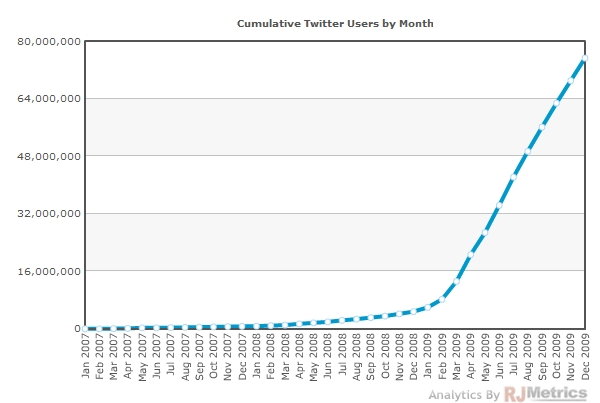 Cumulative Twitter Users by Month
80,000,000
64,000,000
48,000,000
32,000,000
16,000,000
0
Jan 2007
Feb 2007
Mar 2007
Apr 2007
May 2007
Jun 2007
Jul 2007
Aug 2007
Sep 2007
Oct 2007
Nov 2007
Dec 2007
Jan 2008
Feb 2008
Mar 2008
Apr 2008
May 2008
Jun 2008
Jul 2008
Aug 2008
Sep 2008
Oct 2008
Nov 2008
Dec 2008
Jan 2009
Feb 2009
Mar 2009
Apr 2009
May 2009
Jun 2009
Jul 2009
Aug 2009
Sep 2009
Oct 2009
Nov 2009
Dec 2009
Analytics By RJMetrics